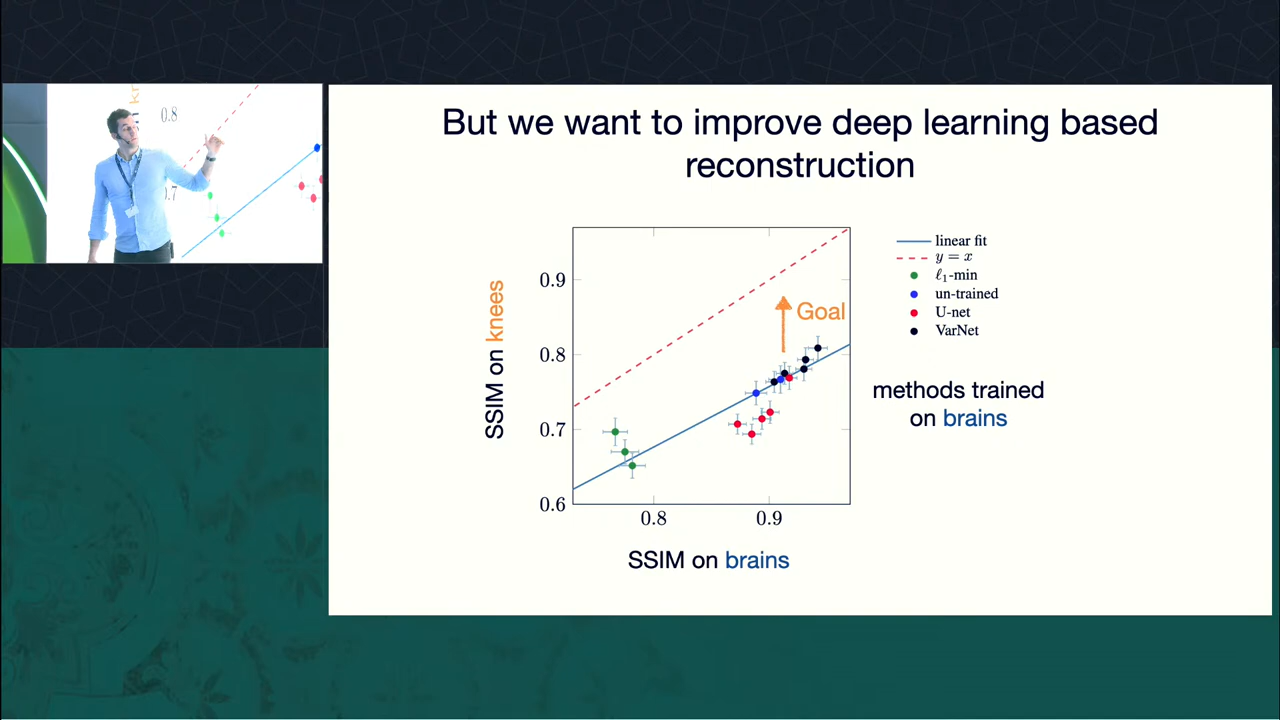 But we want to improve deep learning based
reconstruction
SSIM on knees
0.9
0.8
0.7
0.6
0.8
0.9
SSIM on brains
Goal
linear fit
y = x
ℓ₁-min
un-trained
U-net
VarNet
methods trained
on brains
0.8